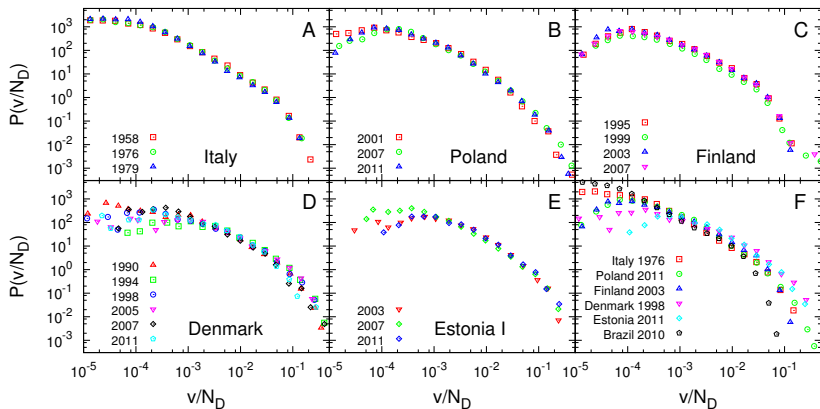 A
B
C
10^3
10^2
10^1
10^0
10^-1
10^-2
10^-3
P(v/N_D)
1958
1976
1979
Italy
2001
2007
2011
Poland
1995
1999
2003
2007
Finland
D
E
F
10^3
10^2
10^1
10^0
10^-1
10^-2
10^-3
P(v/N_D)
1990
1994
1998
2005
2007
2011
Denmark
2003
2007
2011
Estonia I
Italy 1976
Poland 2011
Finland 2003
Denmark 1998
Estonia 2011
Brazil 2010
10^-5 10^-4 10^-3 10^-2 10^-1 10^-5 10^-4 10^-3 10^-2 10^-1 10^-5 10^-4 10^-3 10^-2 10^-1
v/N_D v/N_D v/N_D